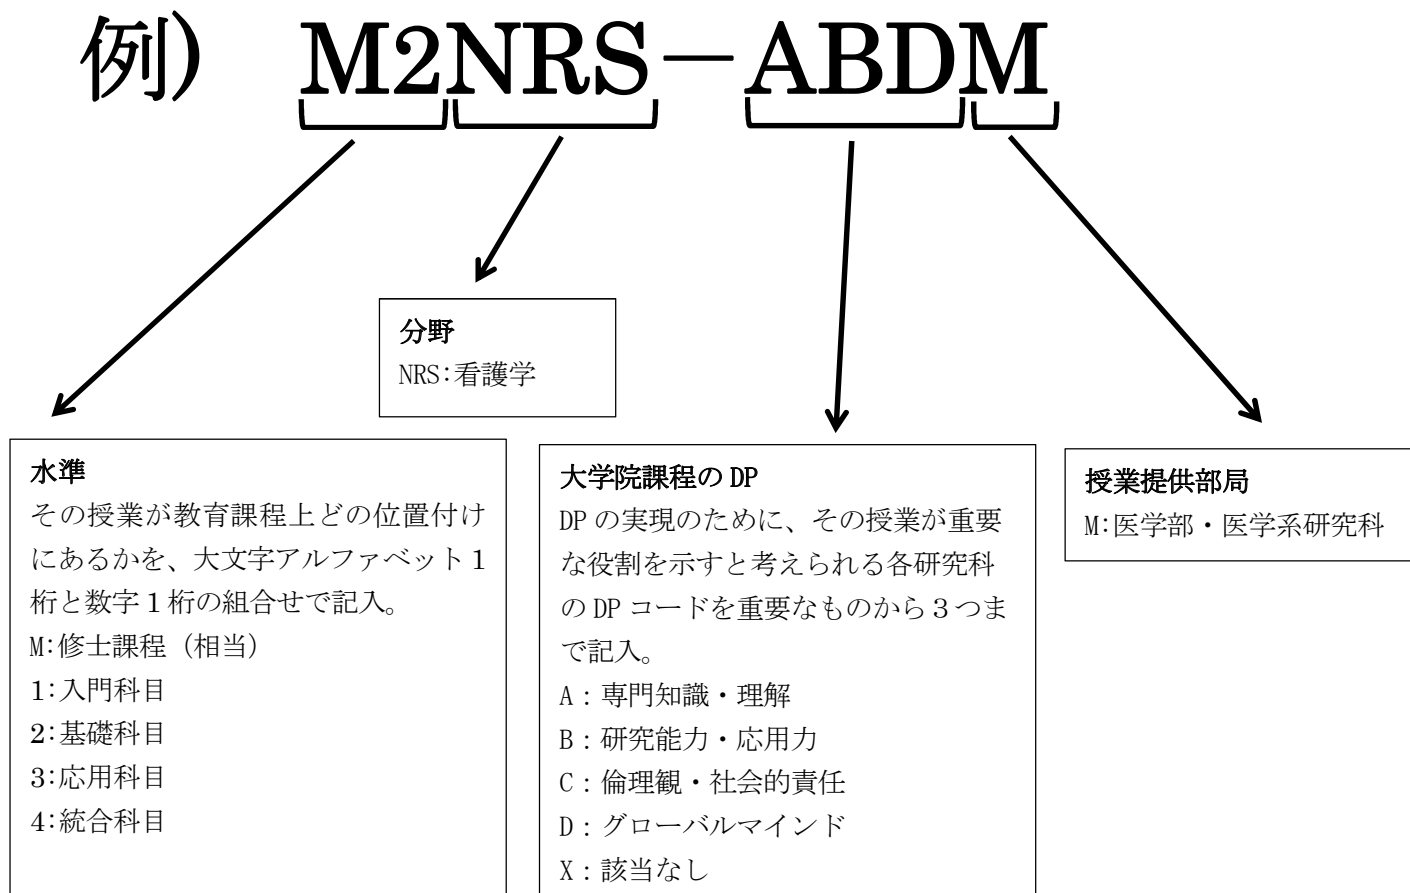 例) M2NRS－ABDM
分野
NRS:看護学
水準
その授業が教育課程上どの位置付け
にあるかを、大文字アルファベット１
桁と数字１桁の組合せで記入。
M:修士課程（相当）
1:入門科目
2:基礎科目
3:応用科目
4:統合科目
大学院課程の DP
DP の実現のために、その授業が重要
な役割を示すと考えられる各研究科
の DP コードを重要なものから３つま
で記入。
A：専門知識・理解
B：研究能力・応用力
C：倫理観・社会的責任
D：グローバルマインド
X：該当なし
授業提供部局
M:医学部・医学系研究科